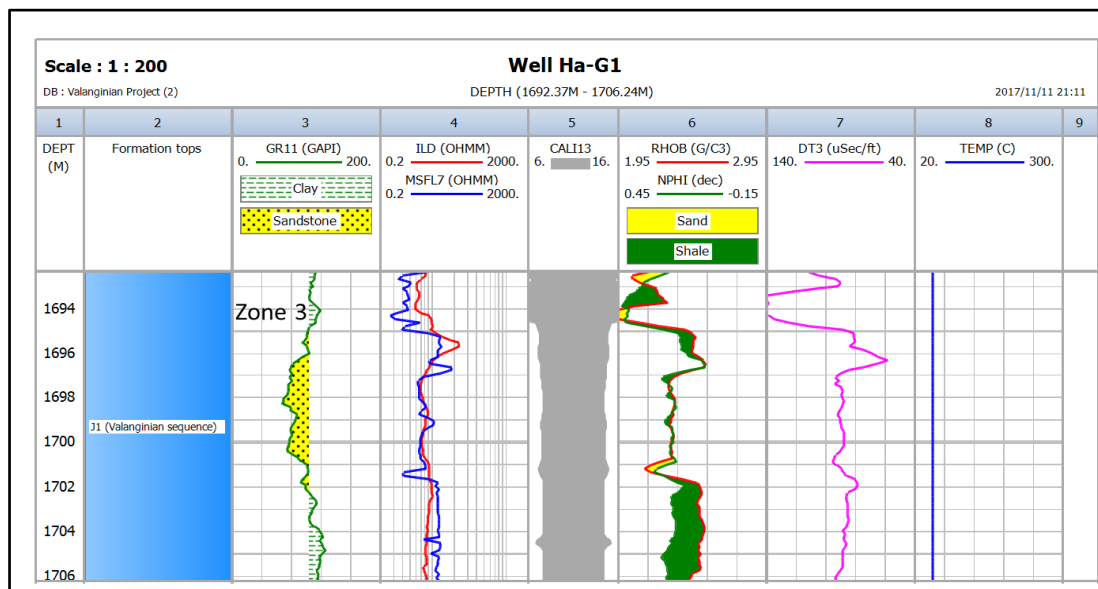 Scale : 1 : 200
Well Ha-G1
DB : Valanginian Project (2)
DEPTH (1692.37M - 1706.24M)
2017/11/11 21:11
1 2 3 4 5 6 7 8 9
DEPT (M)
Formation tops
GR11 (GAPI)
0. 200.
Clay
Sandstone
ILD (OHMM)
0.2 2000.
MSFL7 (OHMM)
0.2 2000.
CALI13
6. 16.
RHOB (G/C3)
1.95 2.95
NPHI (dec)
0.45 -0.15
Sand
Shale
DT3 (uSec/ft)
140. 40.
TEMP (C)
20. 300.
1694
Zone 3
1696
1698
J1 (Valanginian sequence)
1700
1702
1704
1706